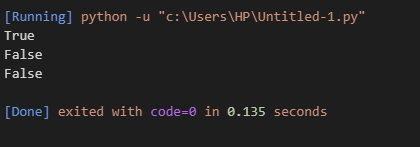 [Running] python -u "c:\Users\HP\Untitled-1.py"
True
False
False
[Done] exited with code=0 in 0.135 seconds